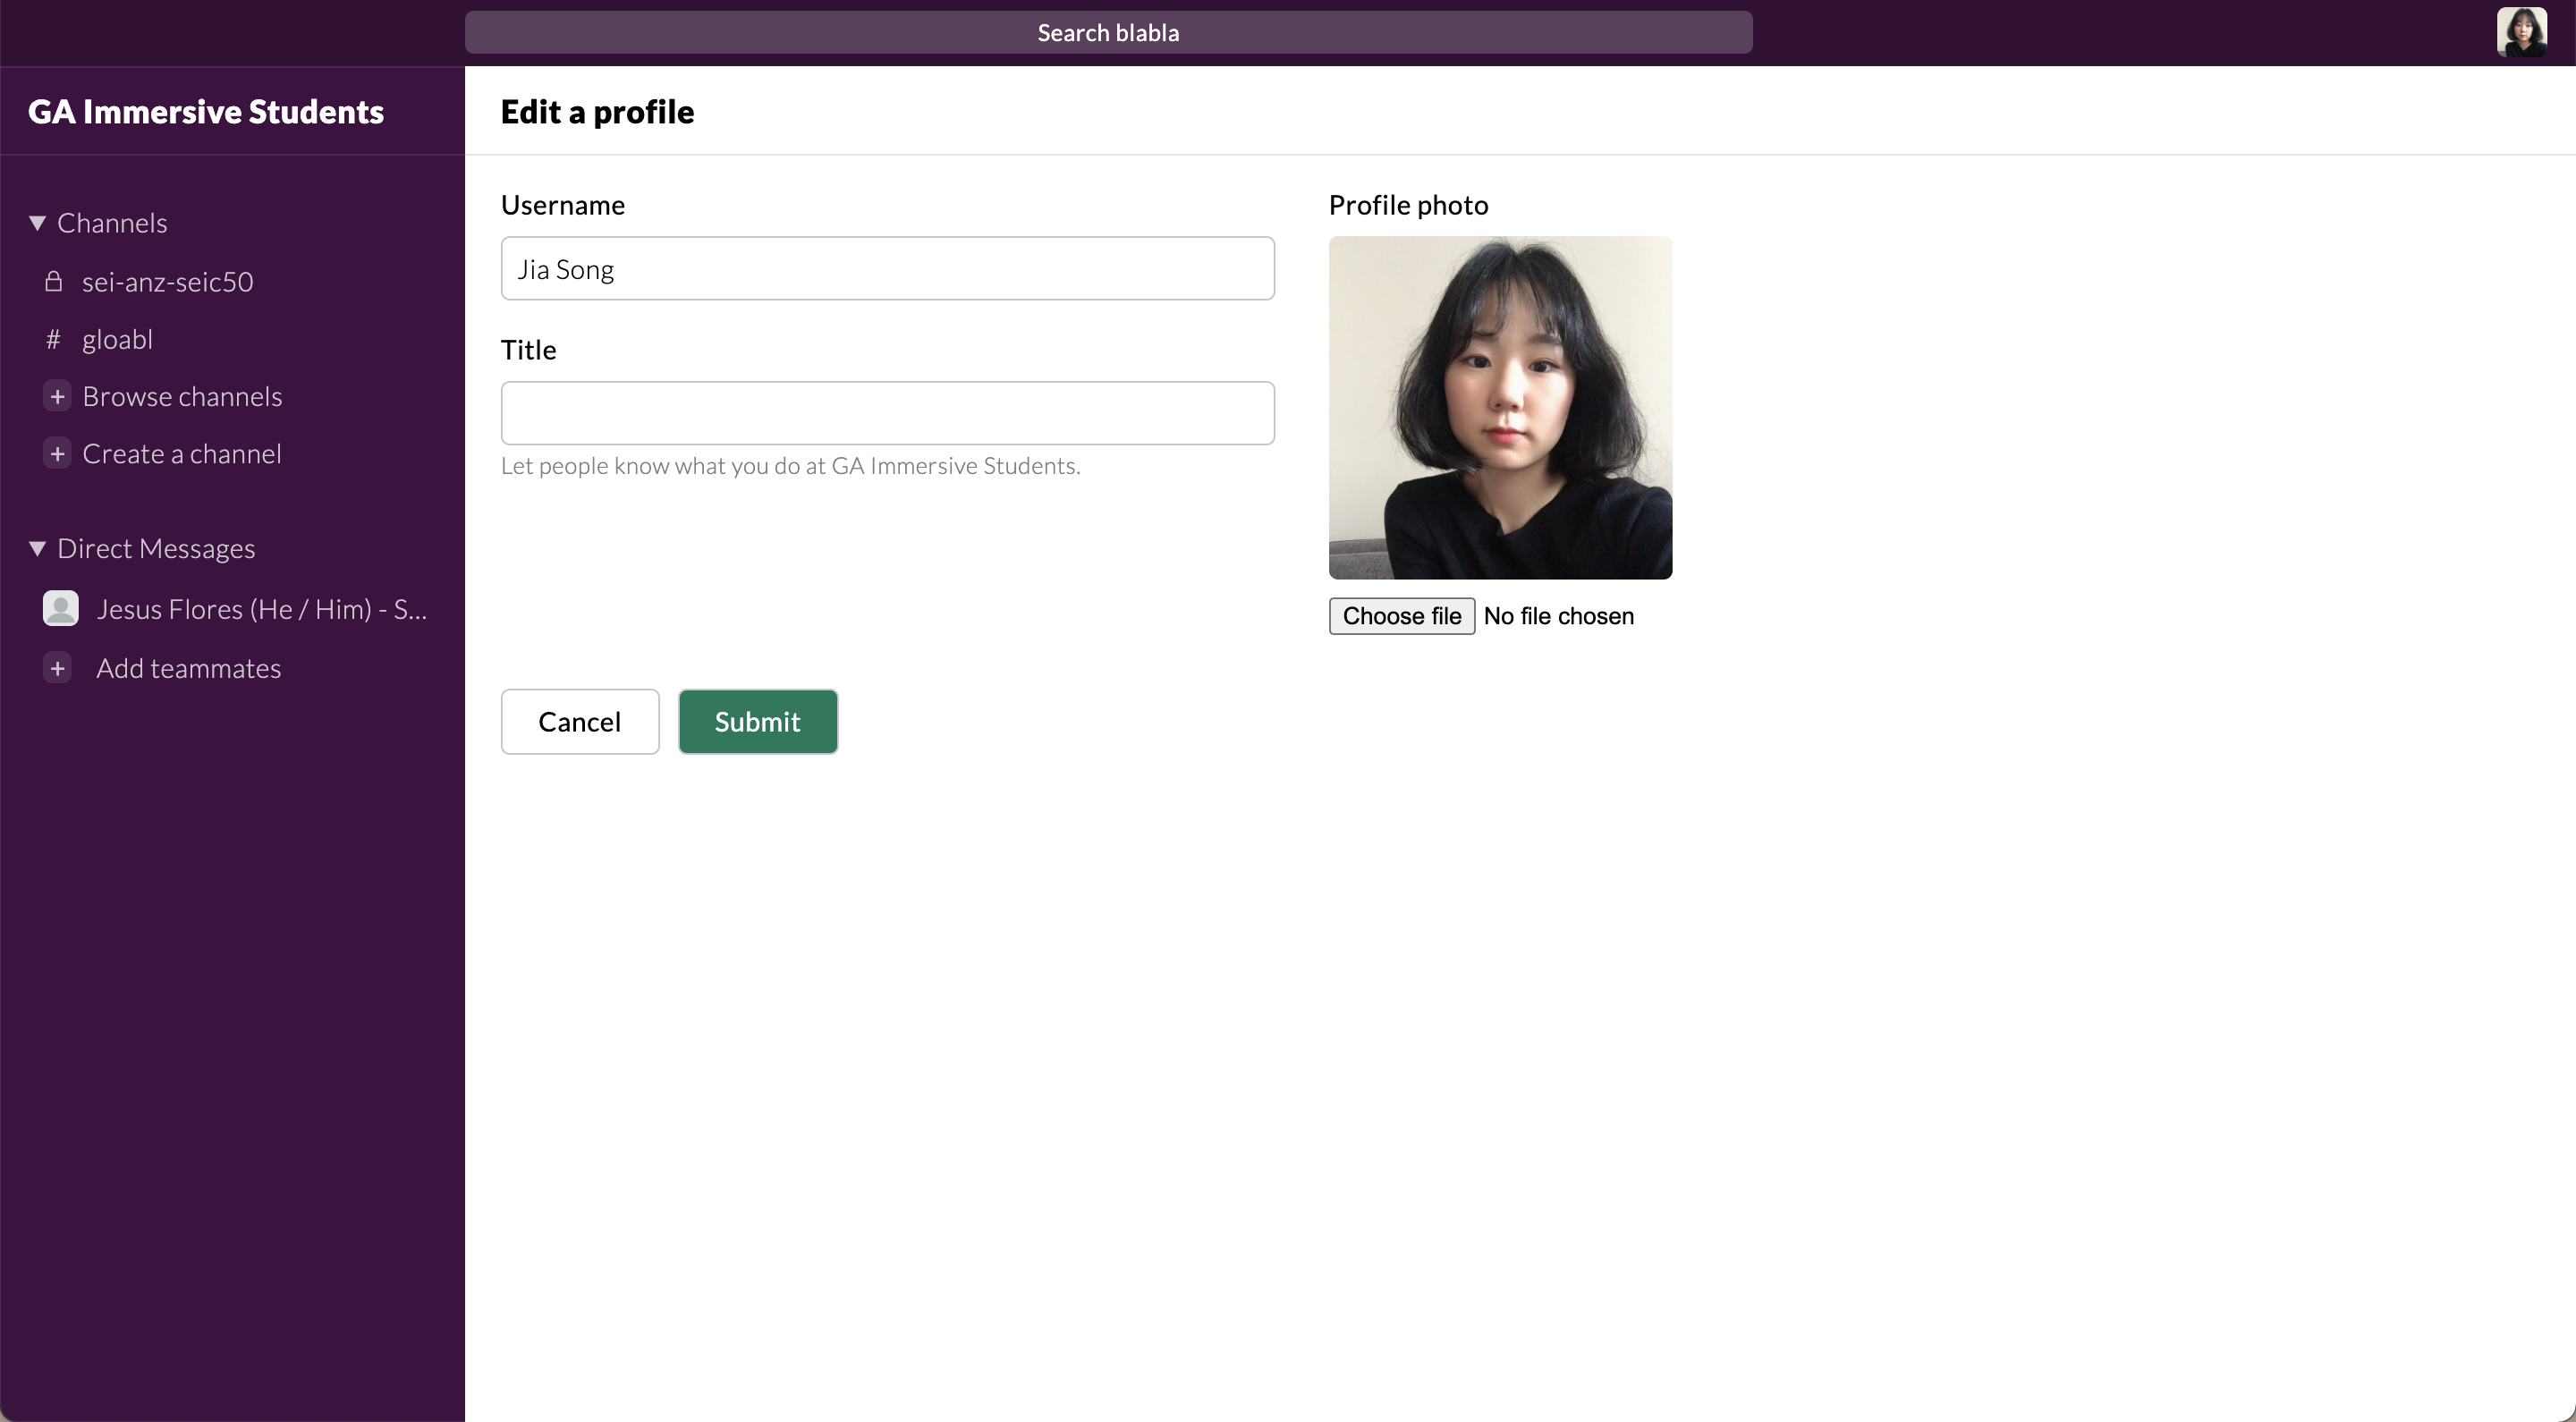 Search blabla
GA Immersive Students
Channels
sei-anz-seic50
# gloabl
+ Browse channels
+ Create a channel
Direct Messages
Jesus Flores (He / Him) - S...
+ Add teammates
Edit a profile
Username
Jia Song
Title
Let people know what you do at GA Immersive Students.
Profile photo
Choose file No file chosen
Cancel
Submit